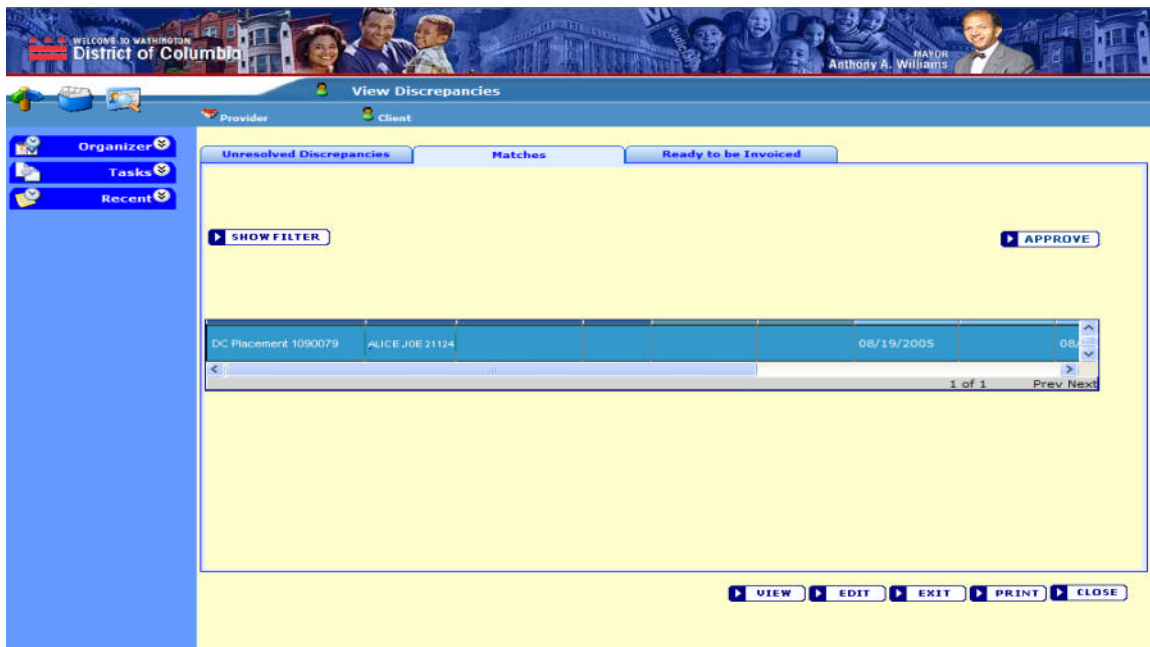 WELCOME TO WASHINGTON
District of Columbia
MAYOR
Anthony A. Williams
View Discrepancies
Provider Client
Organizer
Tasks
Recent
Unresolved Discrepancies Matches Ready to be Invoiced
SHOW FILTER APPROVE
DC Placement 1090079 ALICE JOE 21124 08/19/2005 08/
1 of 1 Prev Next
VIEW EDIT EXIT PRINT CLOSE